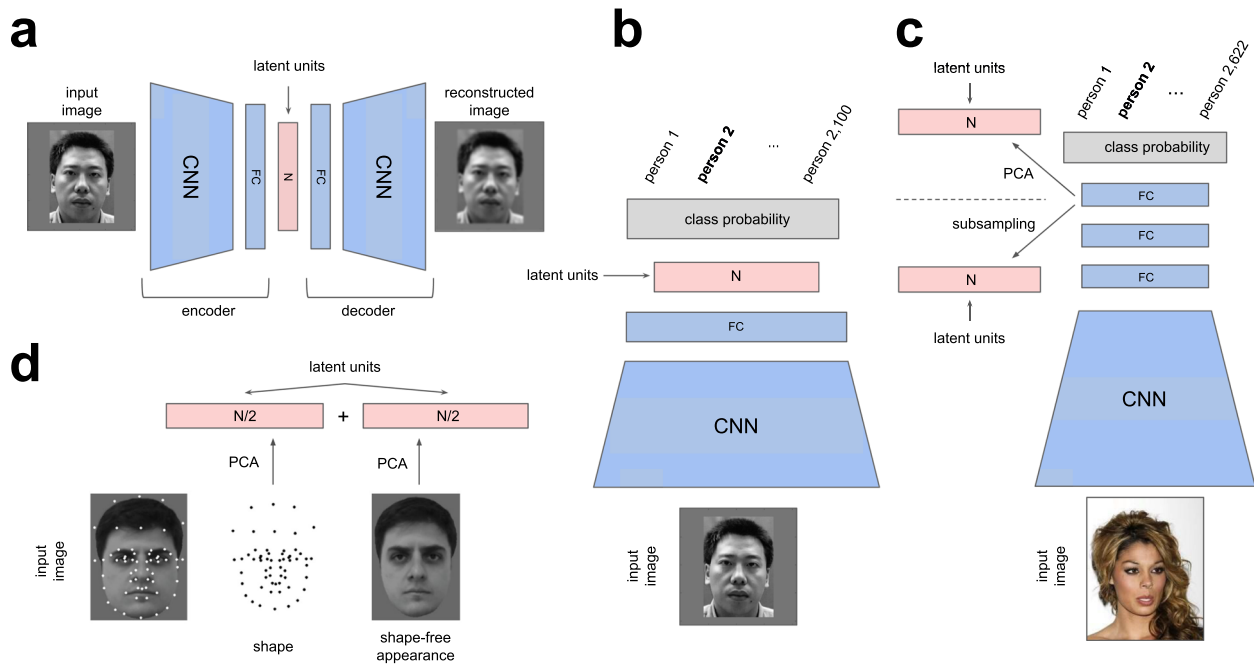 a
latent units
input
image
CNN
FC
N
FC
CNN
reconstructed
image
encoder
decoder
b
person 1
person 2
...
person 2,100
class probability
latent units
N
FC
CNN
input
image
c
latent units
N
person 1
person 2
...
person 2,622
class probability
PCA
subsampling
FC
FC
FC
N
latent units
CNN
input
image
d
latent units
N/2
+
N/2
PCA
PCA
input
image
shape
shape-free
appearance